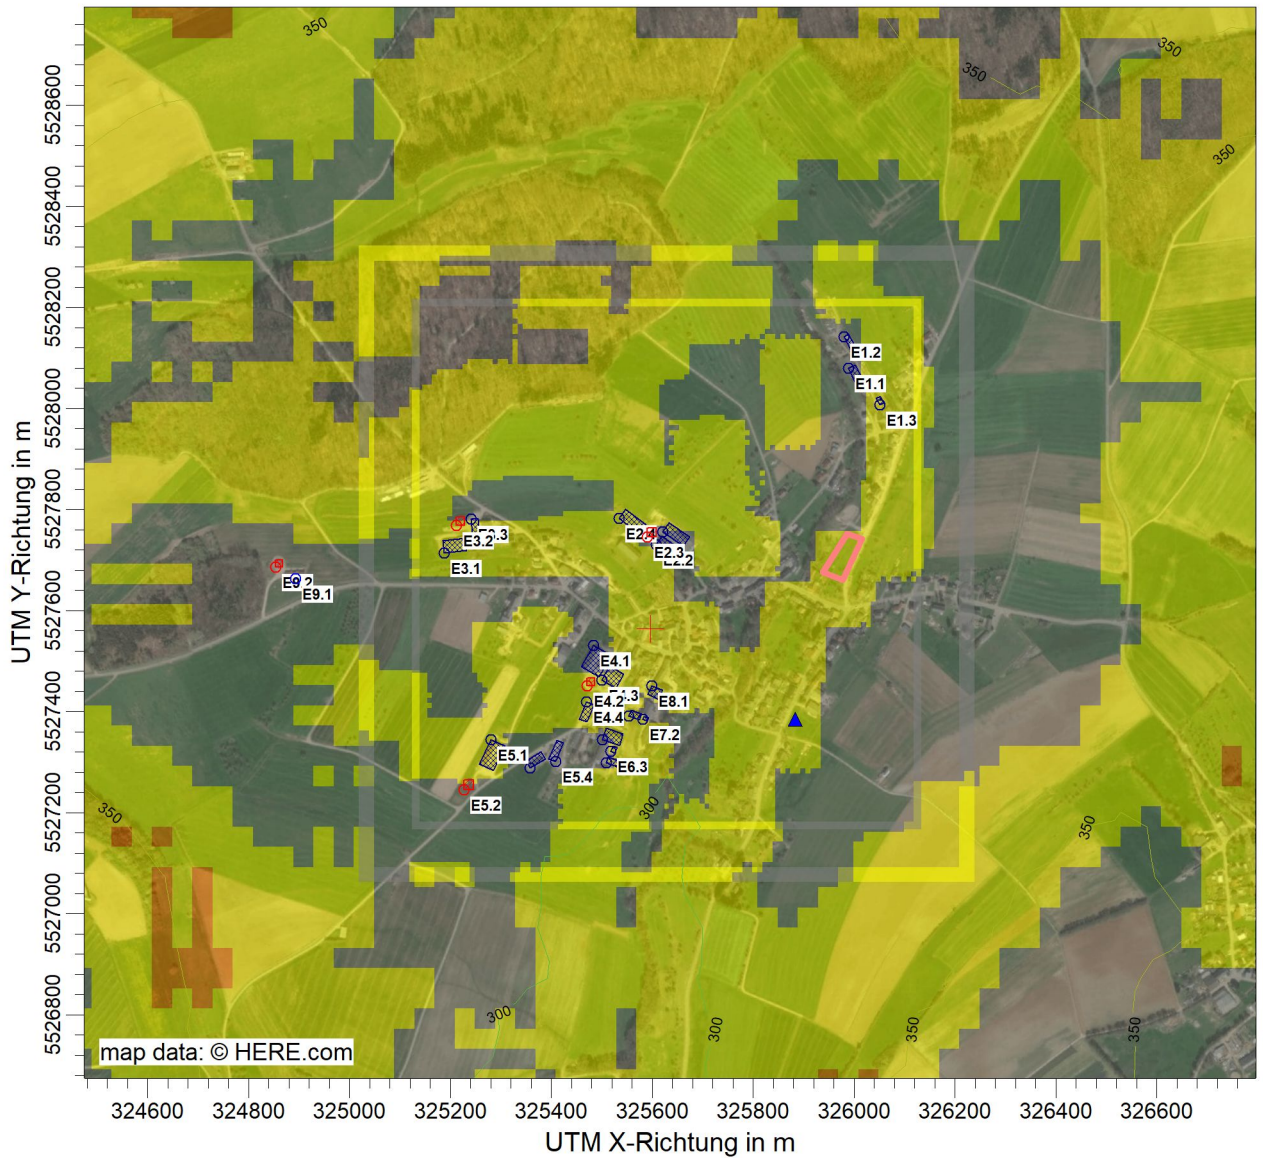 350
350
350
350
5528600
5528400
5528200
5528000
5527800
5527600
5527400
5527200
5527000
5526800
UTM Y-Richtung in m
E1.2
E1.1
E1.3
E3.2
E3.1
E2.3
E2.2
E9.1
E4.1
E4.2
E4.4
E8.1
E7.2
E5.1
E5.4
E6.3
E5.2
350
300
350
300
300
350
350
map data: © HERE.com
324600 324800 325000 325200 325400 325600 325800 326000 326200 326400 326600
UTM X-Richtung in m